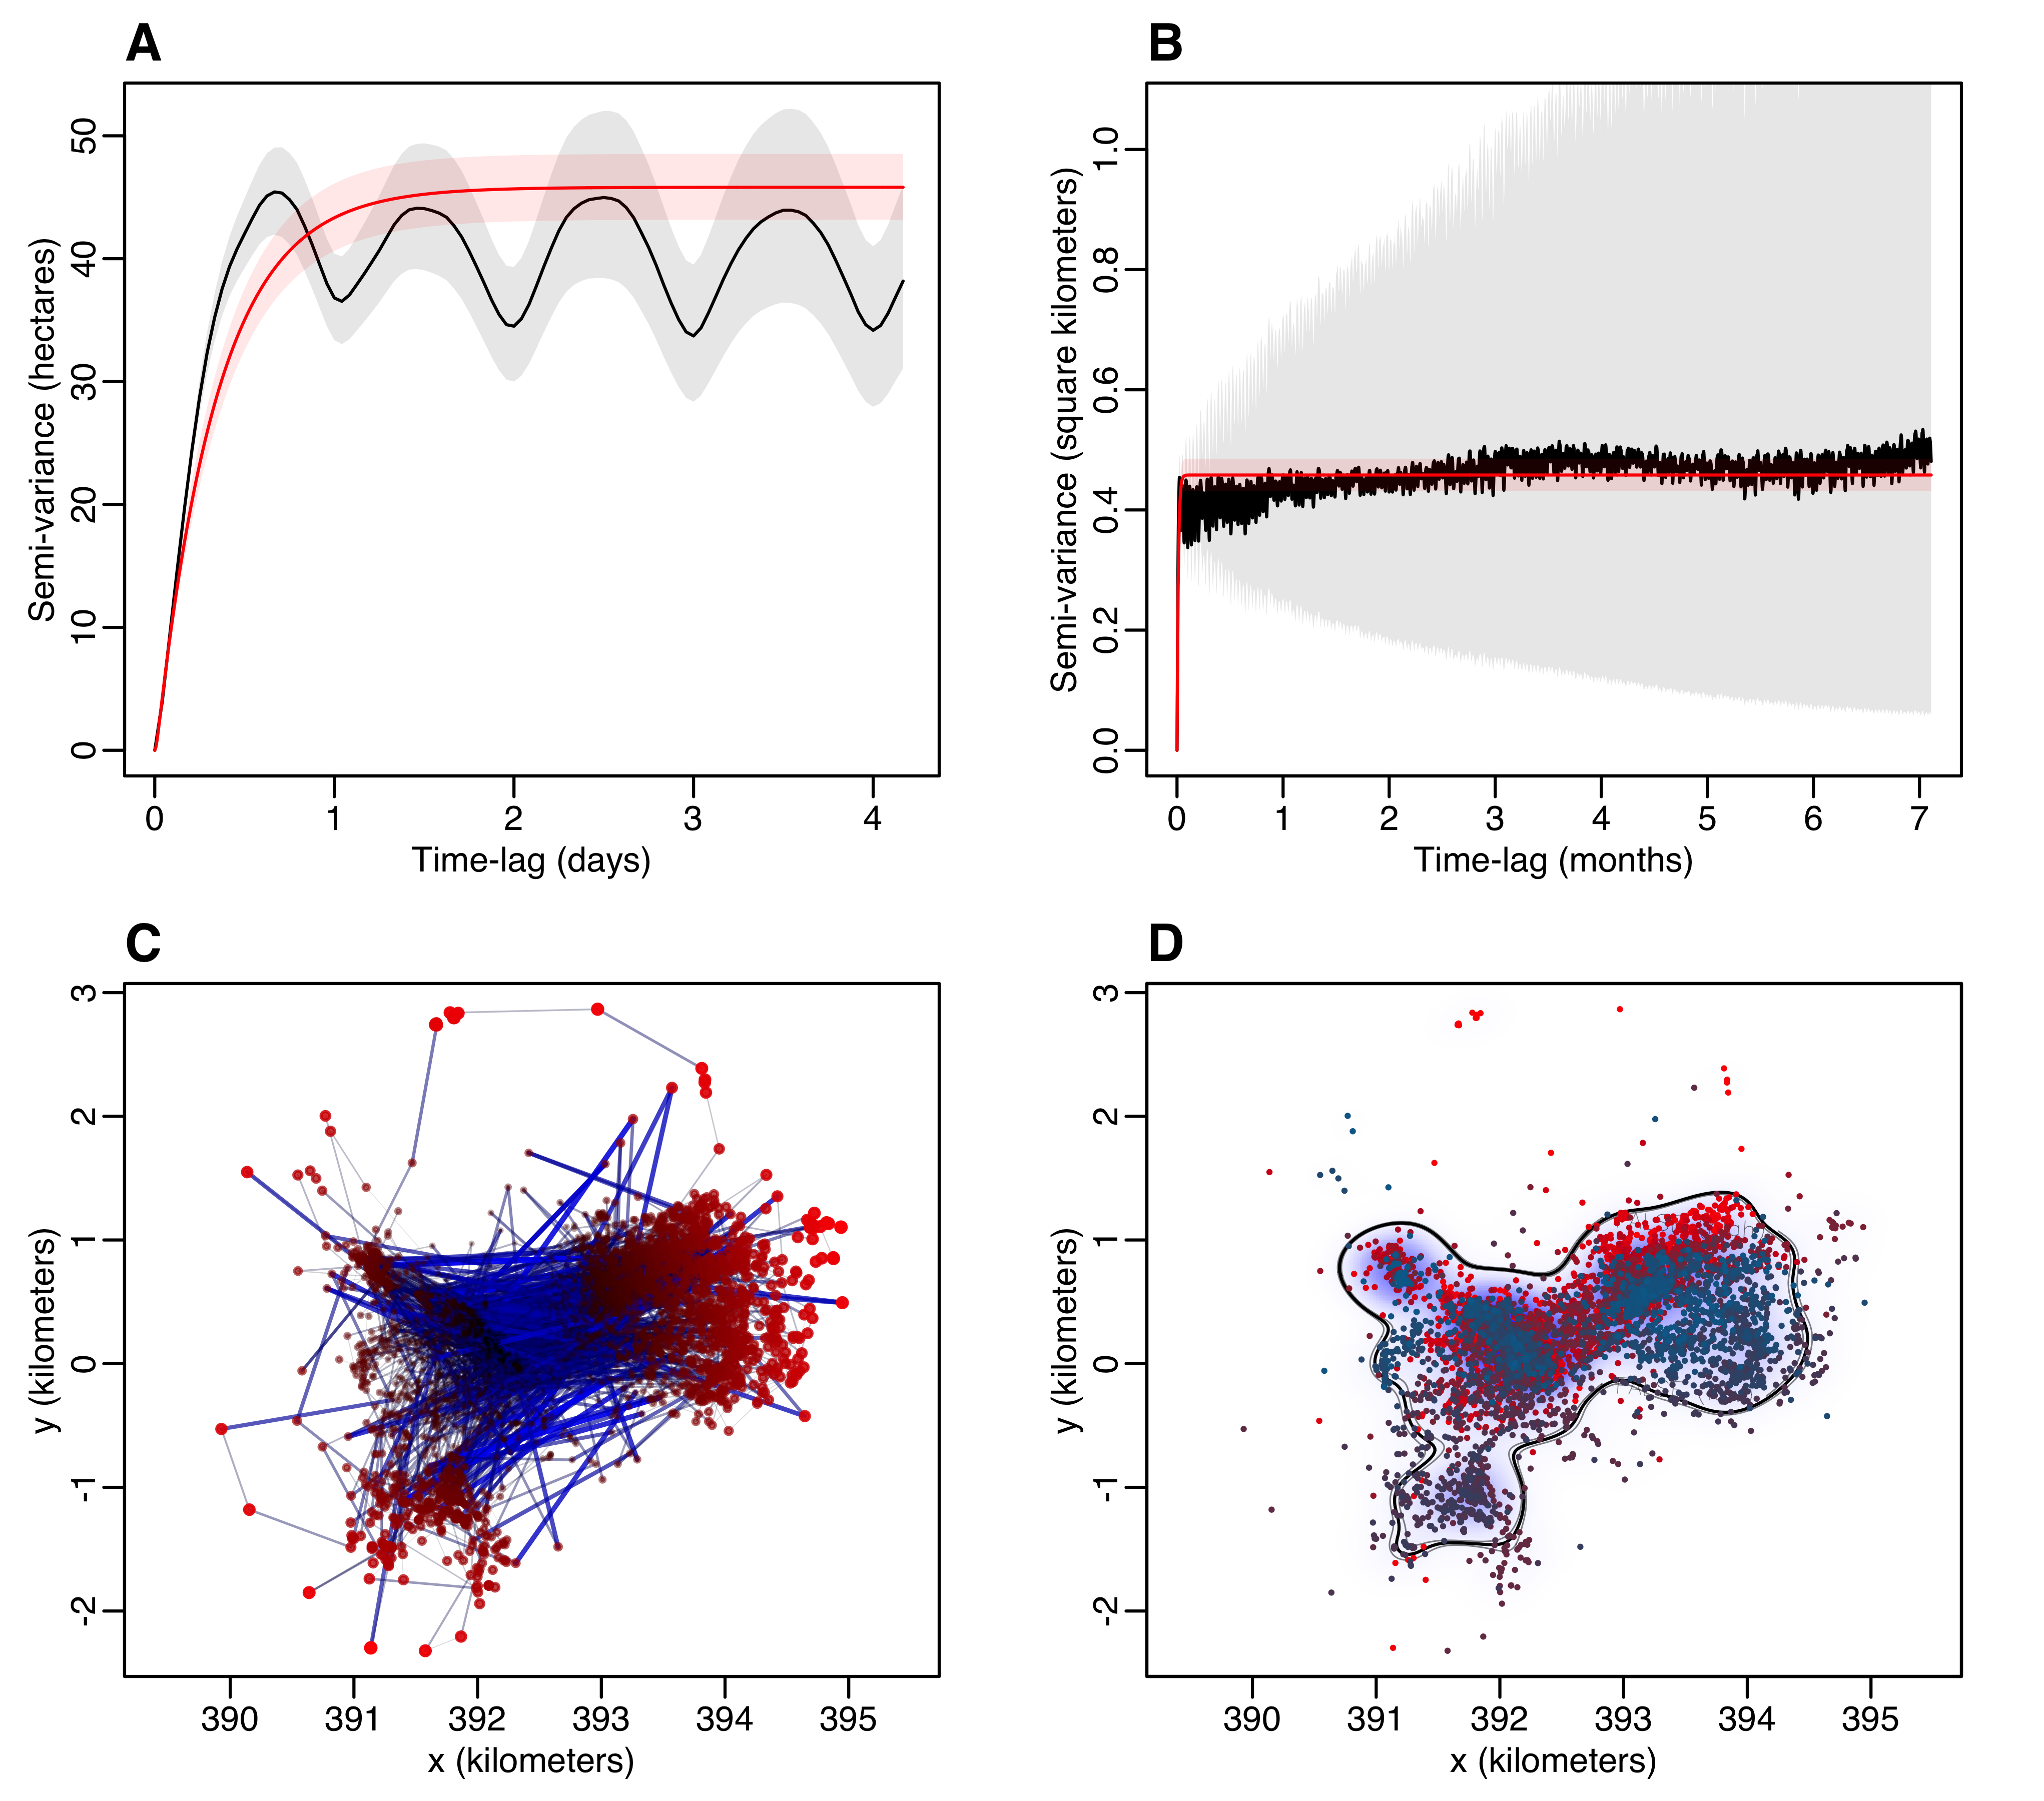 A
50
40
30
20
10
0
Semi-variance (hectares)
0 1 2 3 4
Time-lag (days)
B
1.0
0.8
0.6
0.4
0.2
0.0
Semi-variance (square kilometers)
0 1 2 3 4 5 6 7
Time-lag (months)
C
3
2
1
0
-1
-2
y (kilometers)
390 391 392 393 394 395
x (kilometers)
D
3
2
1
0
-1
-2
y (kilometers)
390 391 392 393 394 395
x (kilometers)